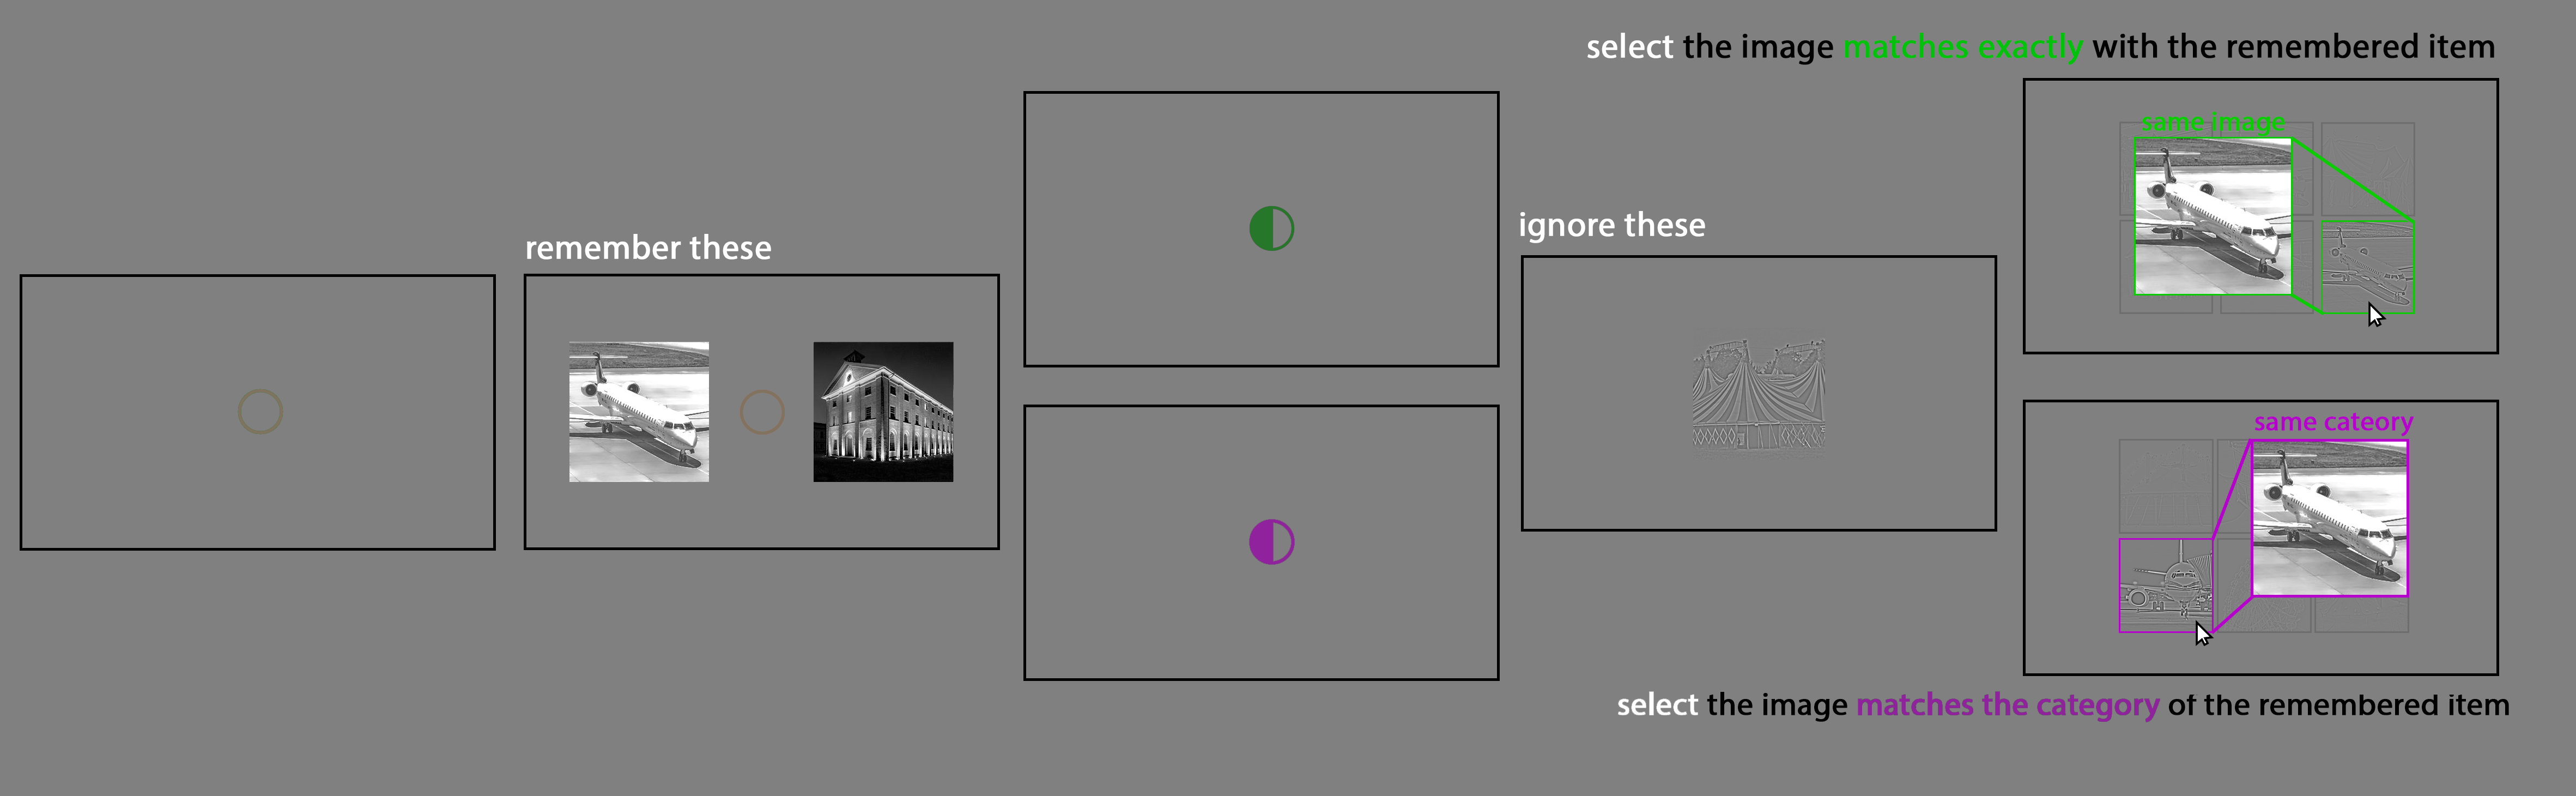 select the image matches exactly with the remembered item
same image
ignore these
remember these
same cateory
select the image matches the category of the remembered item